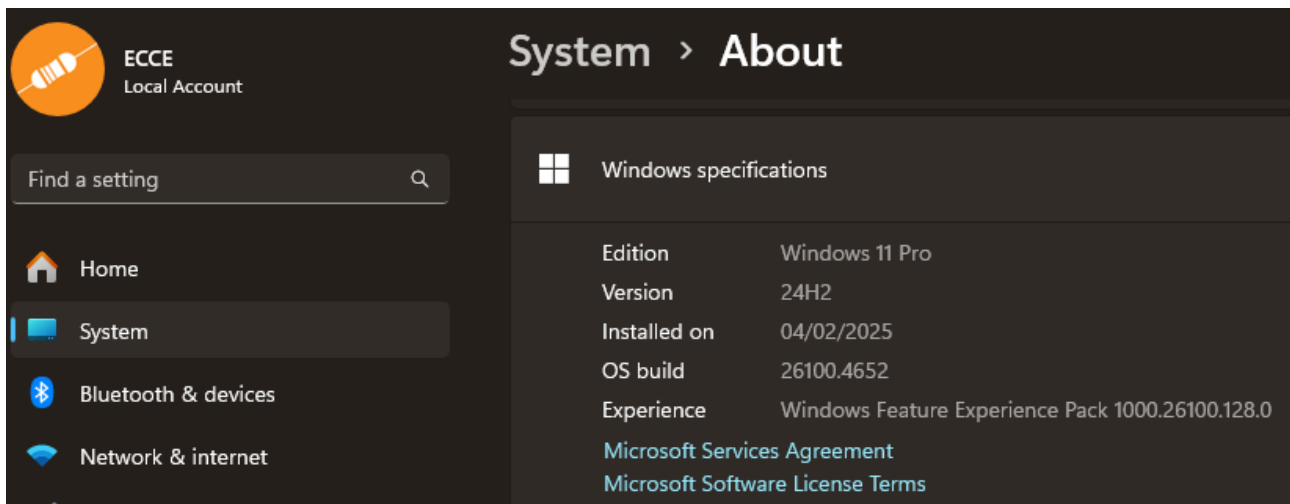 ECCE
Local Account
Find a setting
Home
System
Bluetooth & devices
Network & internet
System > About
Windows specifications
Edition Windows 11 Pro
Version 24H2
Installed on 04/02/2025
OS build 26100.4652
Experience Windows Feature Experience Pack 1000.26100.128.0
Microsoft Services Agreement
Microsoft Software License Terms